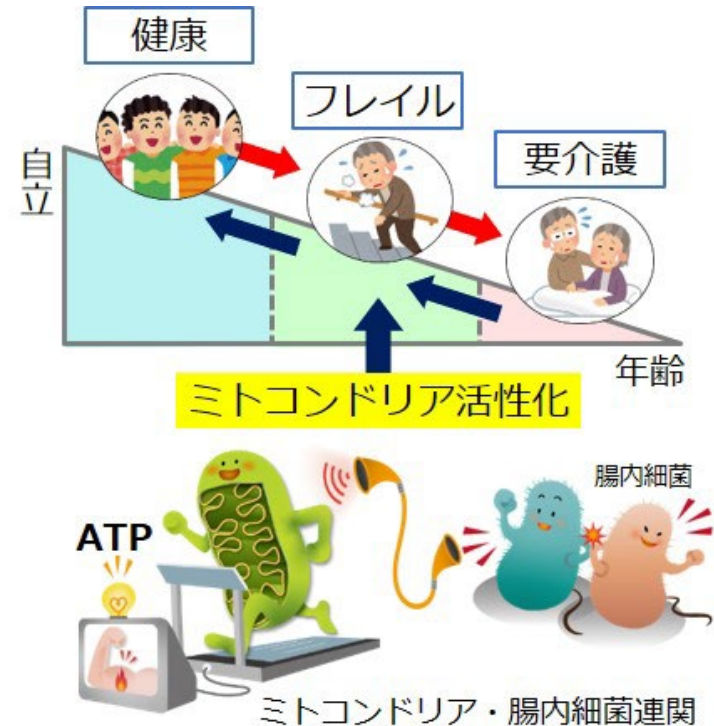 健康
フレイル
要介護
自立
年齢
ミトコンドリア活性化
腸内細菌
ATP
ミトコンドリア・腸内細菌連関